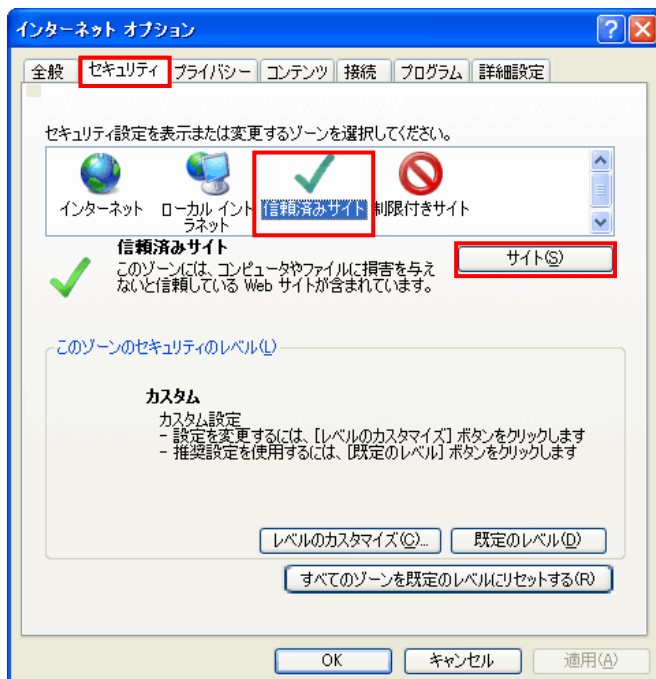 インターネット オプション
全般 セキュリティ プライバシー コンテンツ 接続 プログラム 詳細設定
セキュリティ設定を表示または変更するゾーンを選択してください。
インターネット ローカル イントラネット 信頼済みサイト 制限付きサイト
信頼済みサイト
サイト(S)
このゾーンには、コンピュータやファイルに損害を与え
ないと信頼している Web サイトが含まれています。
このゾーンのセキュリティのレベル(L)
カスタム
カスタム設定
- 設定を変更するには、[レベルのカスタマイズ] ボタンをクリックします
- 推奨設定を使用するには、[既定のレベル] ボタンをクリックします
レベルのカスタマイズ(C)... 既定のレベル(D)
すべてのゾーンを既定のレベルにリセットする(R)
OK キャンセル 適用(A)